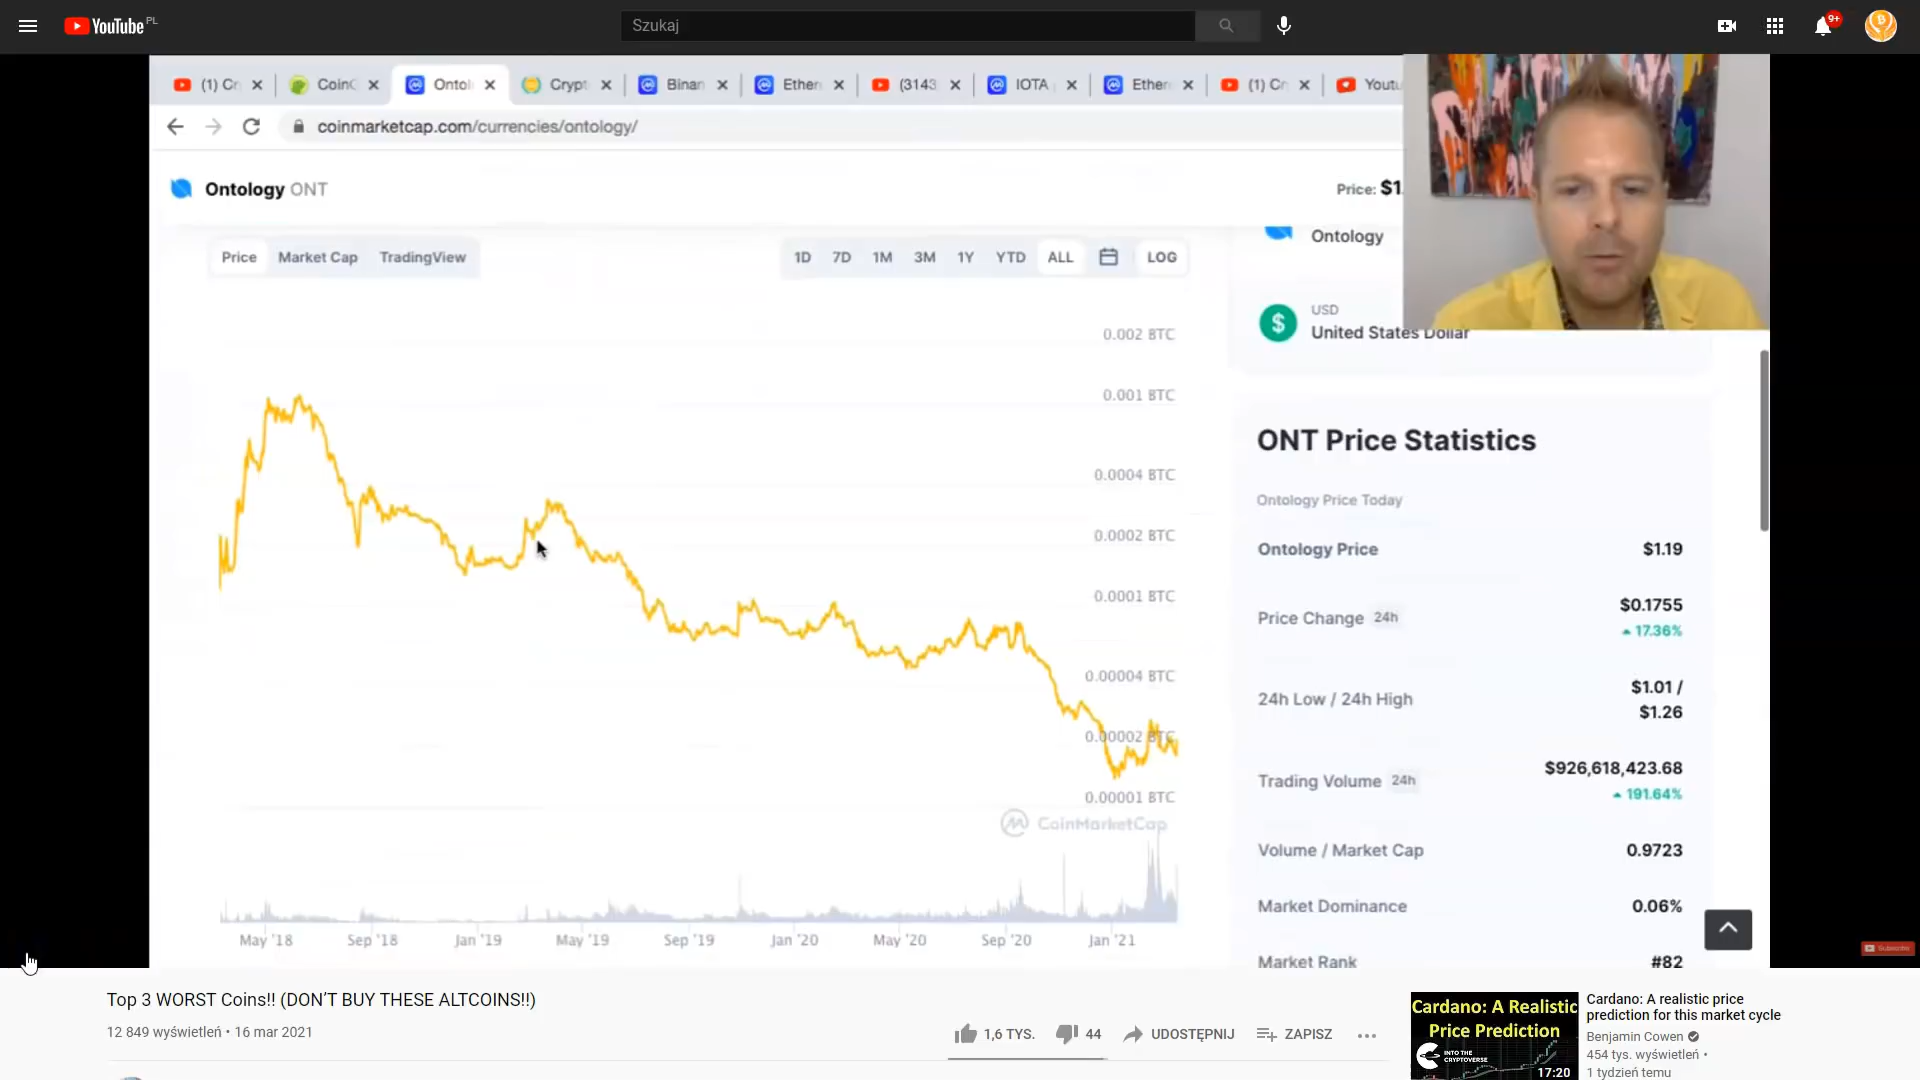 YouTube PL
Szukaj
9+
(1) Cr
Coin
Ontol
Crypt
Binan
Ether
(3143
IOTA
Ether
(1) Cr
Youtu
coinmarketcap.com/currencies/ontology/
Ontology ONT
Price: $1.
Price Market Cap TradingView
1D 7D 1M 3M 1Y YTD ALL LOG
Ontology
USD
United States Dollar
0.002 BTC
0.001 BTC
0.0004 BTC
0.0002 BTC
0.0001 BTC
0.00004 BTC
0.00002 BTC
0.00001 BTC
CoinMarketCap
May '18 Sep '18 Jan '19 May '19 Sep '19 Jan '20 May '20 Sep '20 Jan '21
ONT Price Statistics
Ontology Price Today
Ontology Price $1.19
Price Change 24h $0.1755
17.36%
24h Low / 24h High $1.01 /
$1.26
Trading Volume 24h $926,618,423.68
191.64%
Volume / Market Cap 0.9723
Market Dominance 0.06%
Market Rank #82
Subscribe
Top 3 WORST Coins!! (DON'T BUY THESE ALTCOINS!!)
12 849 wyświetleń • 16 mar 2021
1,6 TYS. 44 UDOSTĘPNIJ ZAPISZ
Cardano: A Realistic
Price Prediction
INTO THE
CRYPTOVERSE
17:20
Cardano: A realistic price
prediction for this market cycle
Benjamin Cowen
454 tys. wyświetleń •
1 tydzień temu